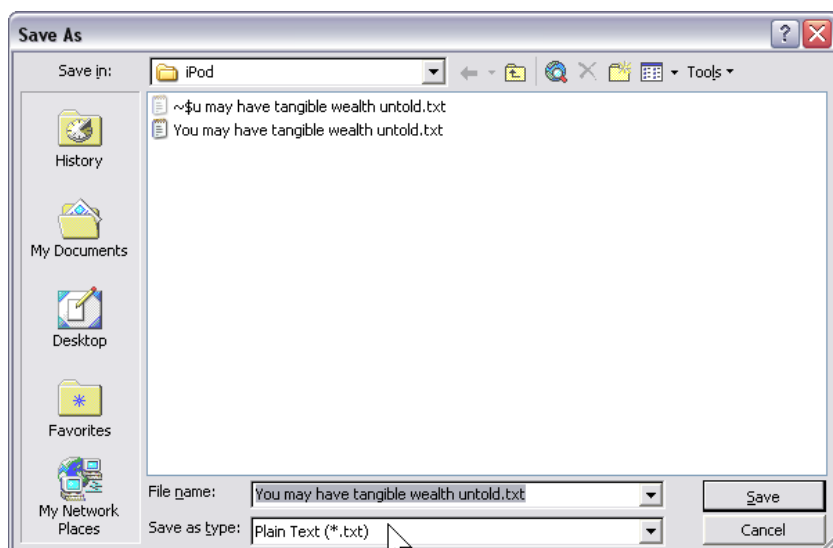 Save As
Save in:
iPod
Tools
~$u may have tangible wealth untold.txt
You may have tangible wealth untold.txt
History
My Documents
Desktop
Favorites
My Network
Places
File name:
You may have tangible wealth untold.txt
Save
Save as type:
Plain Text (*.txt)
Cancel